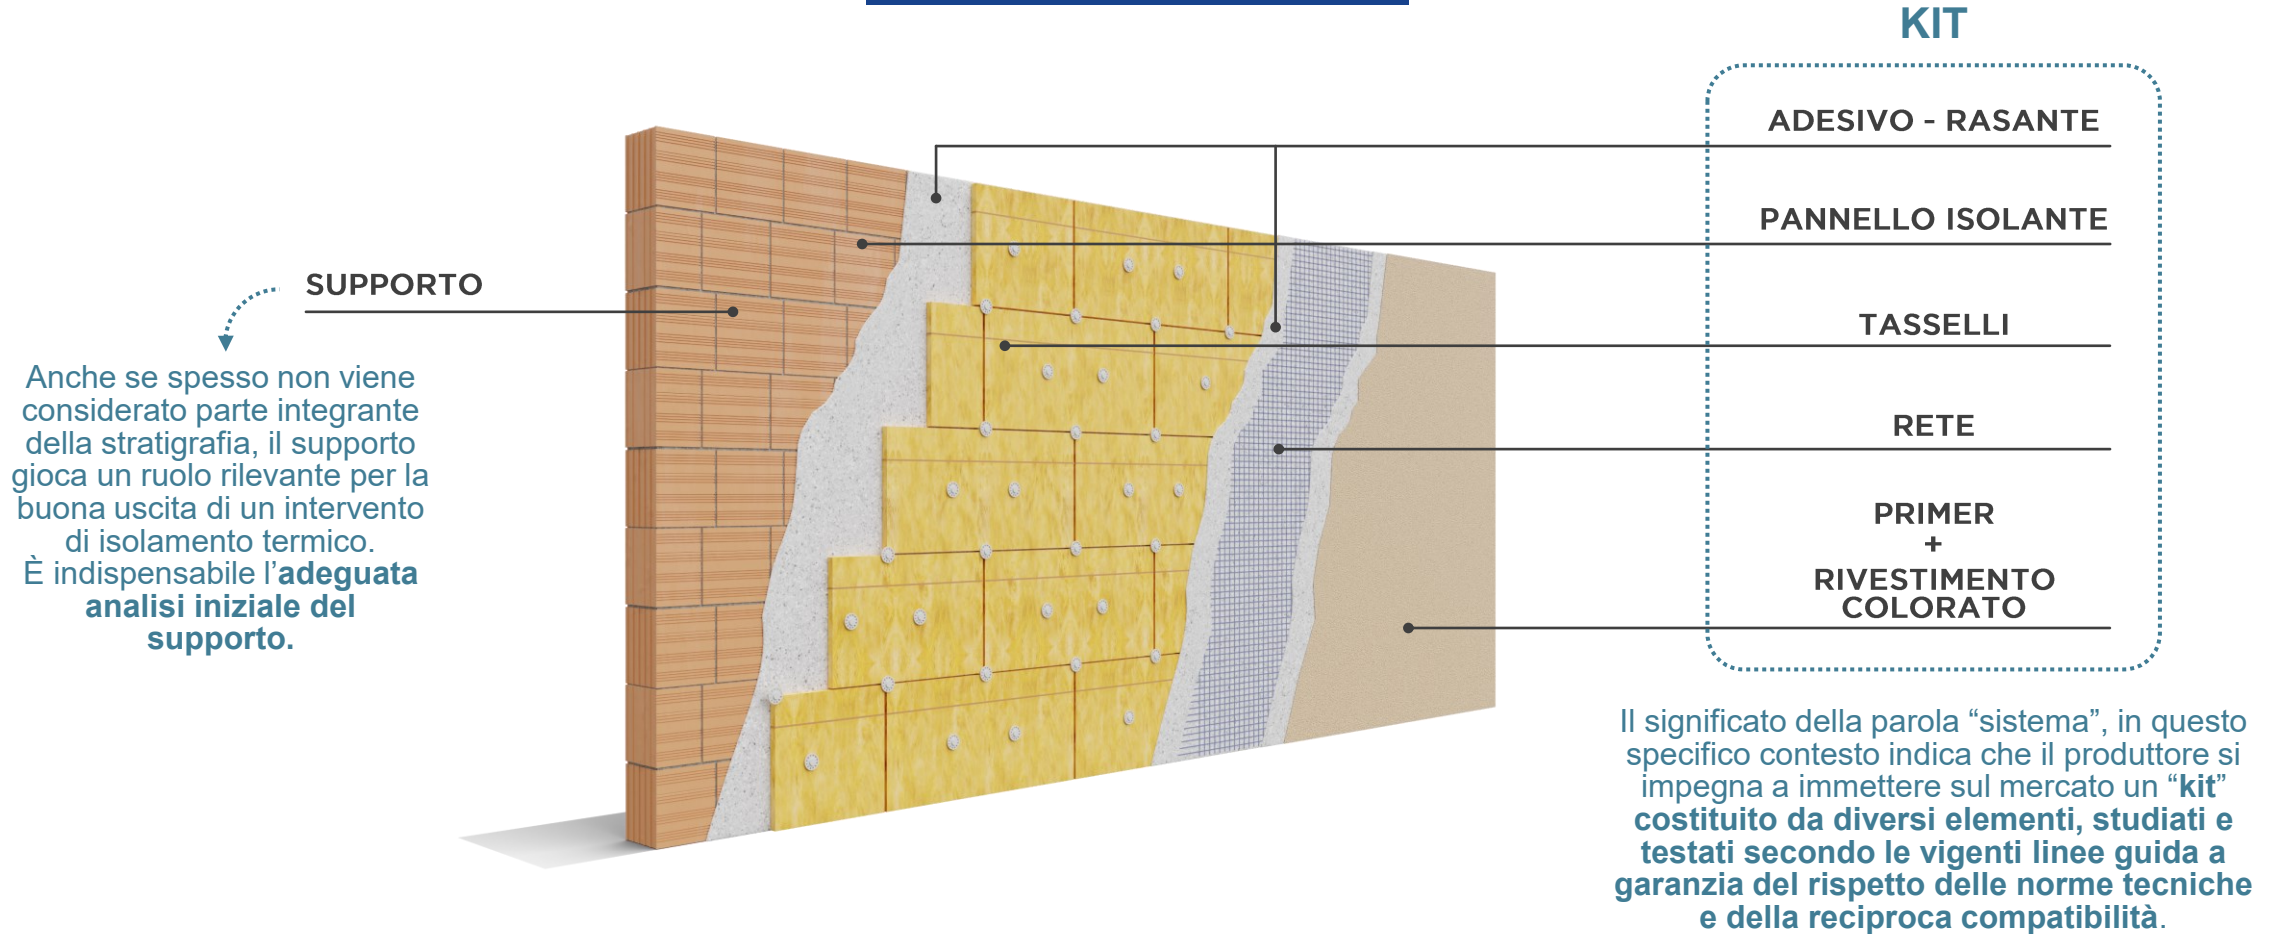 KIT
ADESIVO - RASANTE
PANNELLO ISOLANTE
TASSELLI
RETE
PRIMER
+
RIVESTIMENTO
COLORATO
SUPPORTO
Anche se spesso non viene
considerato parte integrante
della stratigrafia, il supporto
gioca un ruolo rilevante per la
buona uscita di un intervento
di isolamento termico.
È indispensabile l’adeguata
analisi iniziale del
supporto.
Il significato della parola “sistema”, in questo
specifico contesto indica che il produttore si
impegna a immettere sul mercato un “kit”
costituito da diversi elementi, studiati e
testati secondo le vigenti linee guida a
garanzia del rispetto delle norme tecniche
e della reciproca compatibilità.